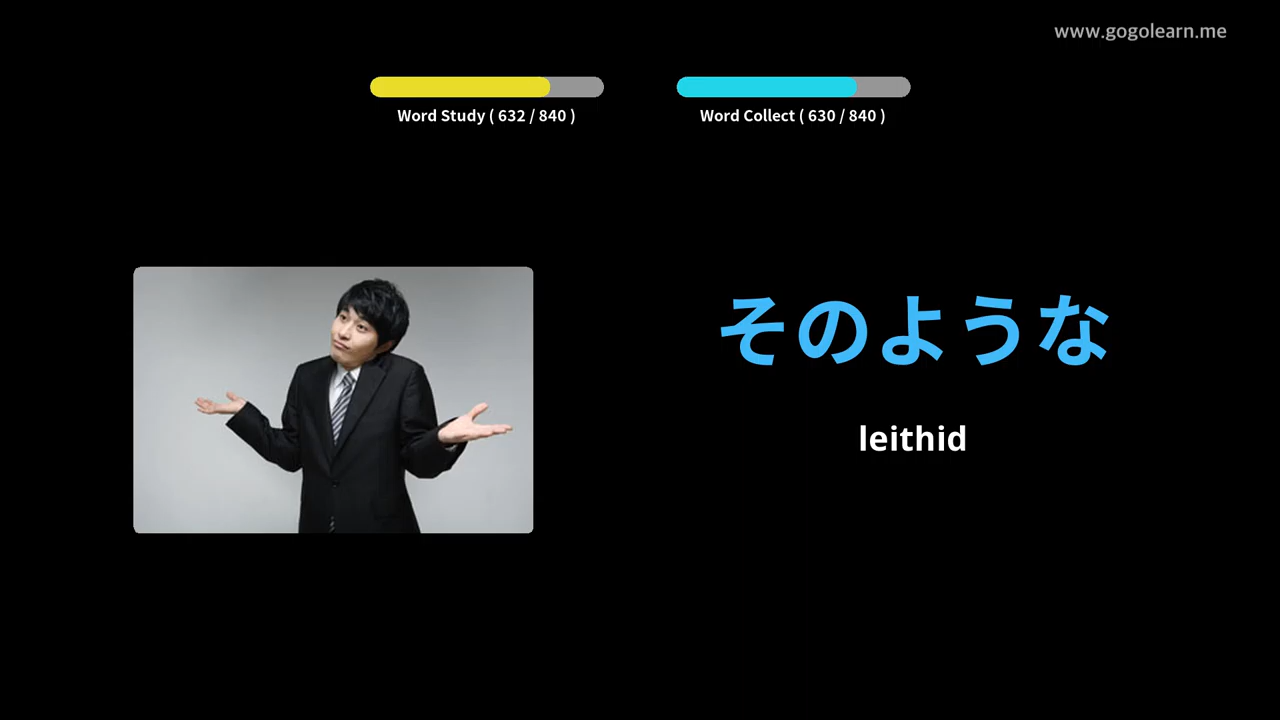 www.gogolearn.me
Word Study ( 632 / 840 )
Word Collect ( 630 / 840 )
そのような
leithid